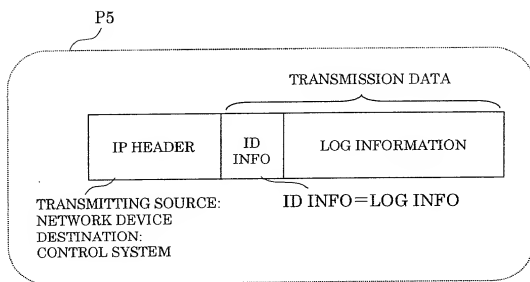 P5
TRANSMISSION DATA
IP HEADER
ID
INFO
LOG INFORMATION
TRANSMITTING SOURCE:
NETWORK DEVICE
DESTINATION:
CONTROL SYSTEM
ID INFO=LOG INFO